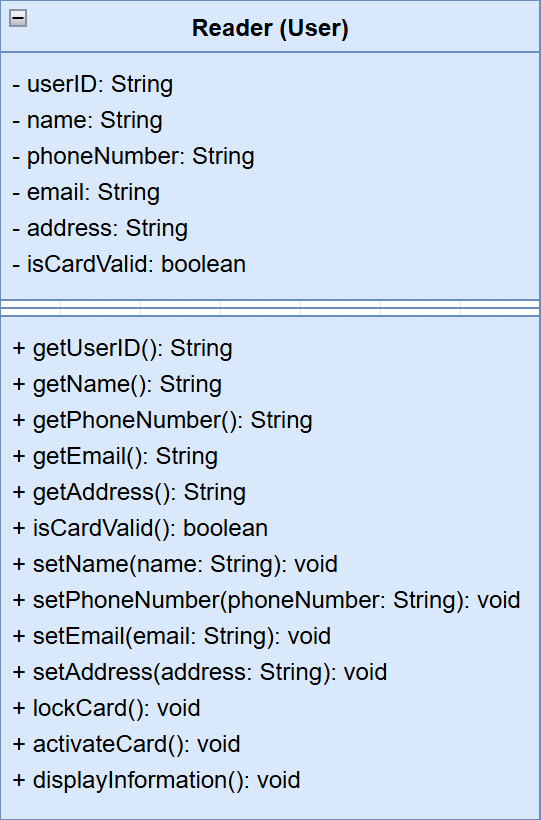 Reader (User)
- userID: String
- name: String
- phoneNumber: String
- email: String
- address: String
- isCardValid: boolean
+ getUserID(): String
+ getName(): String
+ getPhoneNumber(): String
+ getEmail(): String
+ getAddress(): String
+ isCardValid(): boolean
+ setName(name: String): void
+ setPhoneNumber(phoneNumber: String): void
+ setEmail(email: String): void
+ setAddress(address: String): void
+ lockCard(): void
+ activateCard(): void
+ displayInformation(): void